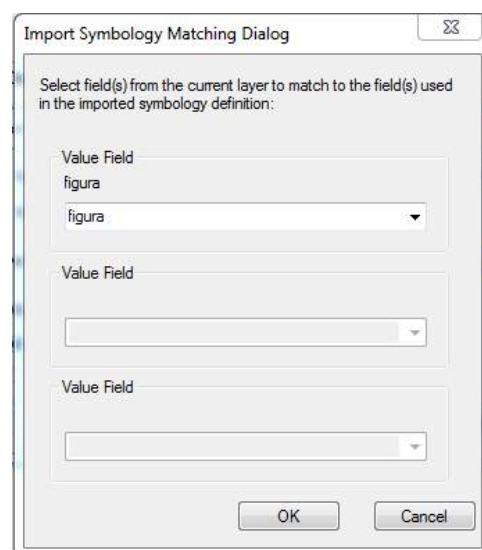 Import Symbology Matching Dialog
Select field(s) from the current layer to match to the field(s) used
in the imported symbology definition:
Value Field
figura
figura
Value Field
Value Field
OK
Cancel